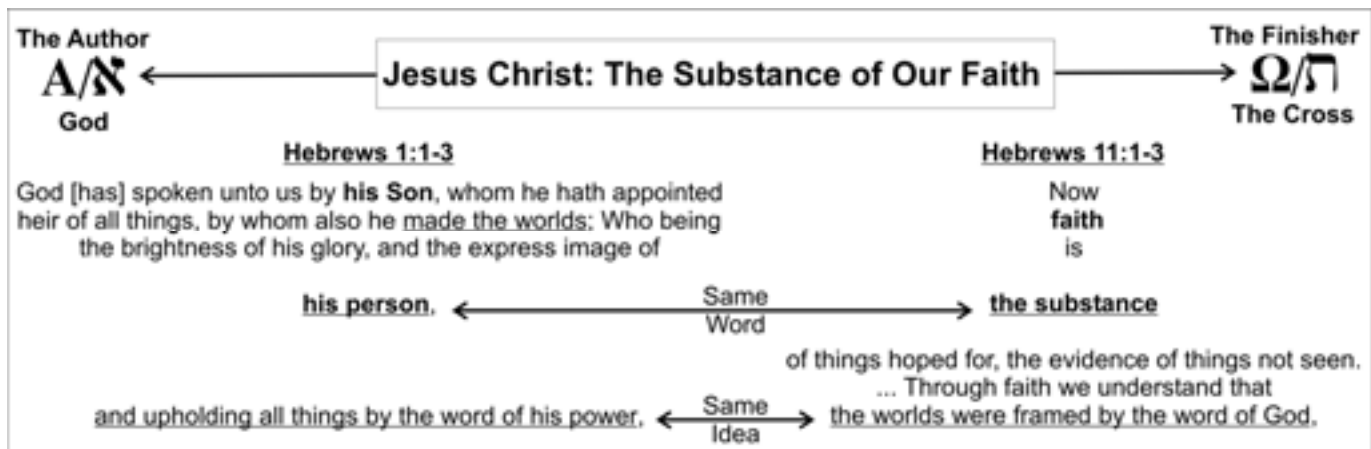 The Author
A/א
God
Jesus Christ: The Substance of Our Faith
The Finisher
Ω/ת
The Cross
Hebrews 1:1-3
God [has] spoken unto us by his Son, whom he hath appointed
heir of all things, by whom also he made the worlds; Who being
the brightness of his glory, and the express image of
Hebrews 11:1-3
Now
faith
is
his person,
Same
Word
the substance
of things hoped for, the evidence of things not seen.
... Through faith we understand that
and upholding all things by the word of his power,
Same
Idea
the worlds were framed by the word of God.